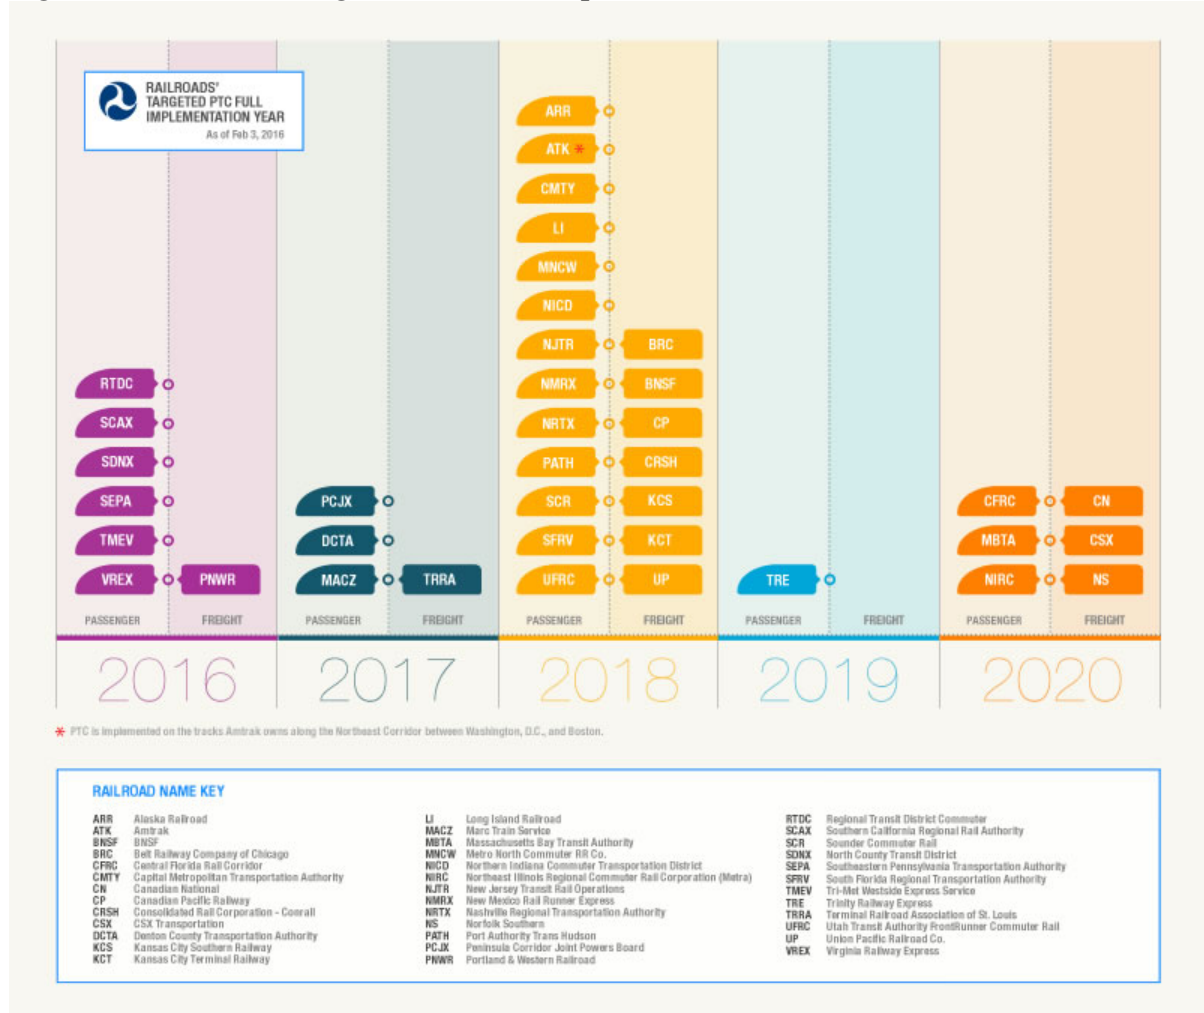 RAILROADS'
TARGETED PTC FULL
IMPLEMENTATION YEAR
As of Feb 3, 2016
ARR
ATK *
CMTY
LI
MNCW
NICD
NJTR BRC
RTDC NMRX BNSF
SCAX NRTX CP
SDNX PATH CRSH
SEPA PCJX SCR KCS CFRC CN
TMEV DCTA SFRV KCT MBTA CSX
VREX PNWR MACZ TRRA UFRC UP TRE NIRC NS
PASSENGER FREIGHT PASSENGER FREIGHT PASSENGER FREIGHT PASSENGER FREIGHT PASSENGER FREIGHT
2016 2017 2018 2019 2020
* PTC is implemented on the tracks Amtrak owns along the Northeast Corridor between Washington, D.C., and Boston.
RAILROAD NAME KEY
ARR Alaska Railroad
ATK Amtrak
BNSF BNSF
BRC Belt Railway Company of Chicago
CFRC Central Florida Rail Corridor
CMTY Capital Metropolitan Transportation Authority
CN Canadian National
CP Canadian Pacific Railway
CRSH Consolidated Rail Corporation - Conrail
CSX CSX Transportation
DCTA Denton County Transportation Authority
KCS Kansas City Southern Railway
KCT Kansas City Terminal Railway
LI Long Island Railroad
MACZ Marc Train Service
MBTA Massachusetts Bay Transit Authority
MNCW Metro North Commuter RR Co.
NICD Northern Indiana Commuter Transportation District
NIRC Northeast Illinois Regional Commuter Rail Corporation (Metra)
NJTR New Jersey Transit Rail Operations
NMRX New Mexico Rail Runner Express
NRTX Nashville Regional Transportation Authority
NS Norfolk Southern
PATH Port Authority Trans Hudson
PCJX Peninsula Corridor Joint Powers Board
PNWR Portland & Western Railroad
RTDC Regional Transit District Commuter
SCAX Southern California Regional Rail Authority
SCR Sounder Commuter Rail
SDNX North County Transit District
SEPA Southeastern Pennsylvania Transportation Authority
SFRV South Florida Regional Transportation Authority
TMEV Tri-Met Westside Express Service
TRE Trinity Railway Express
TRRA Terminal Railroad Association of St. Louis
UFRC Utah Transit Authority FrontRunner Commuter Rail
UP Union Pacific Railroad Co.
VREX Virginia Railway Express